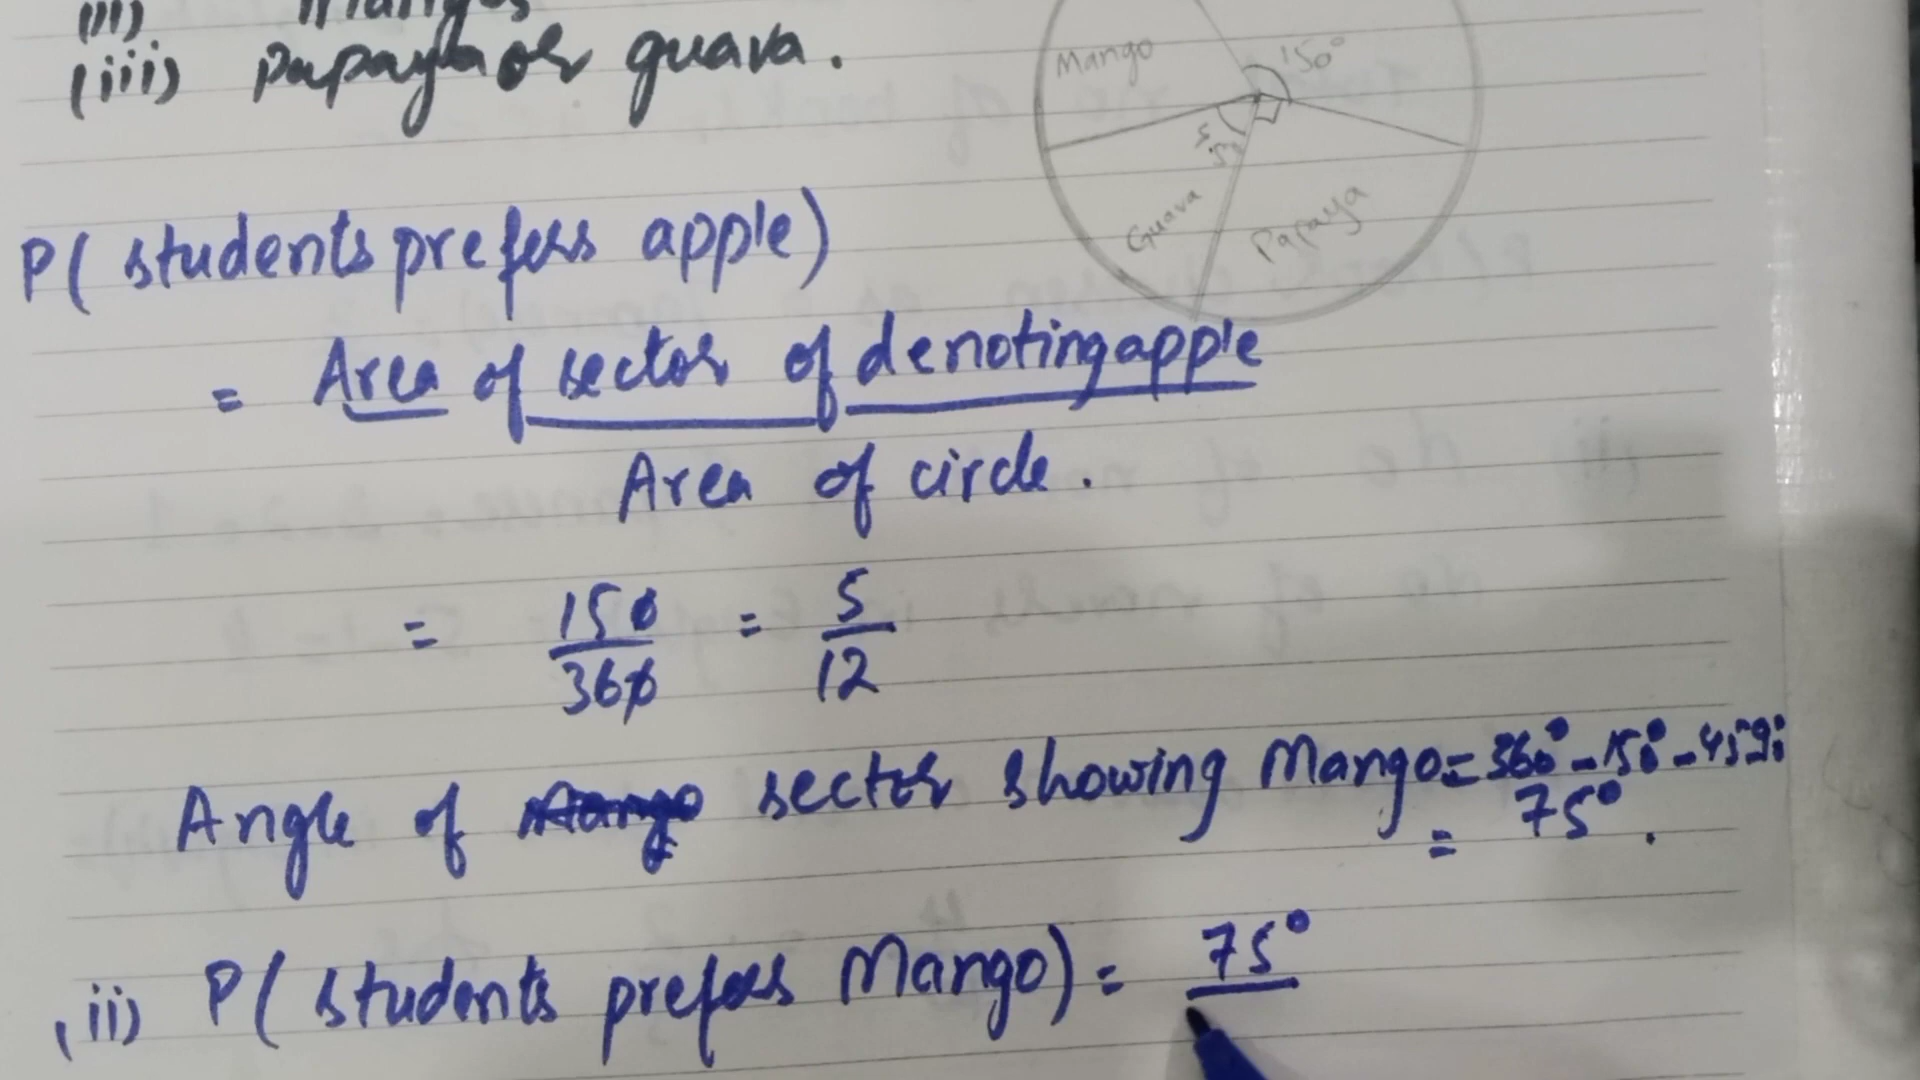 (ii) Mangos
(iii) Papaya or guava.
Mango
150°
45°
Guava
Papaya
P( students prefers apple)
= Area of sector of denoting apple
Area of circle.
= 150 = 5
360 12
Angle of sector showing Mango = 360° - 150° - 45° - 90°
= 75°.
(ii) P( students prefers Mango) = 75°